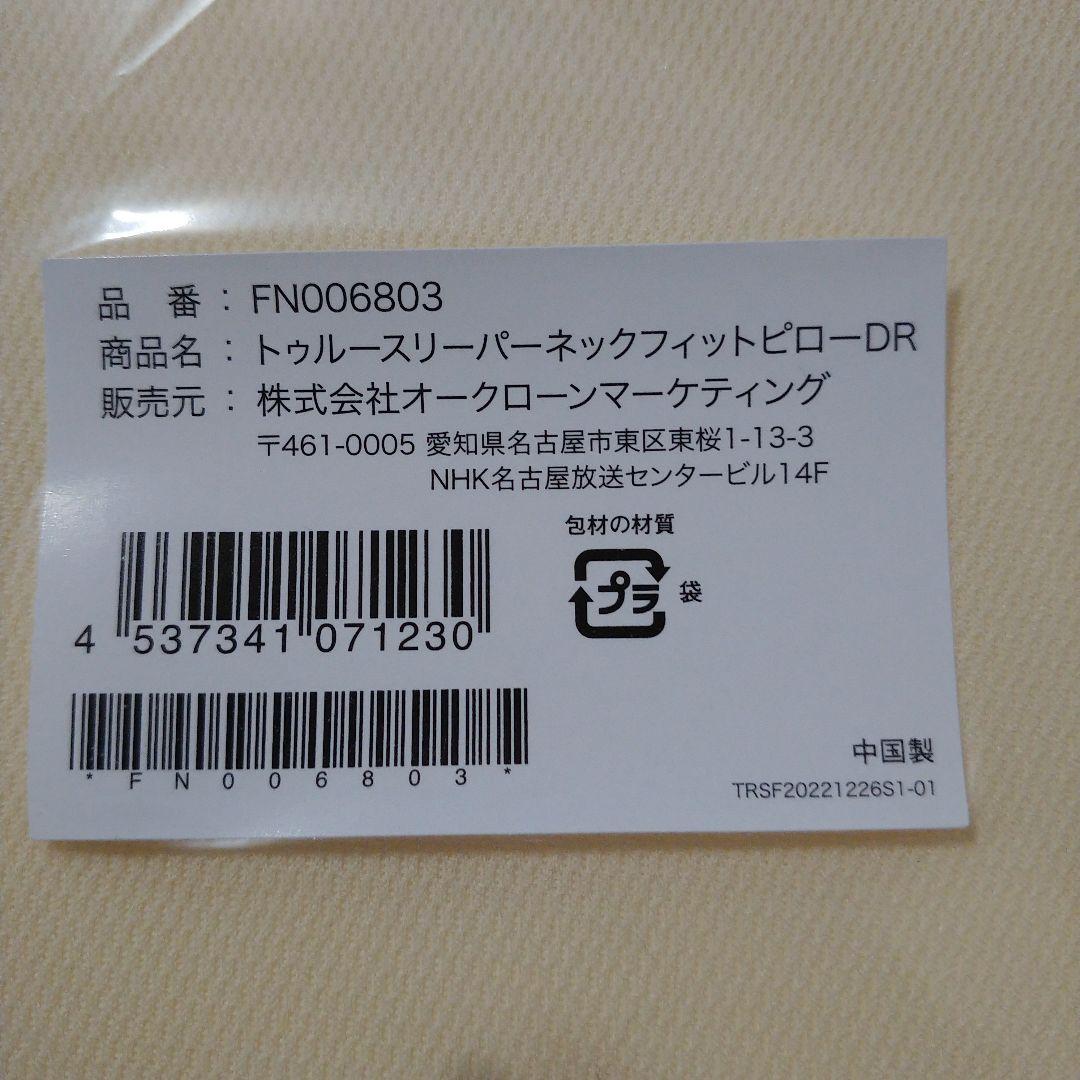 品 番 : FN006803
商品名 : トゥルースリーパーネックフィットピローDR
販売元 : 株式会社オークローンマーケティング
〒461-0005 愛知県名古屋市東区東桜1-13-3
NHK名古屋放送センタービル14F
包材の材質
プラ 袋
4 537341 071230
*FN006803*
中国製
TRSF20221226S1-01